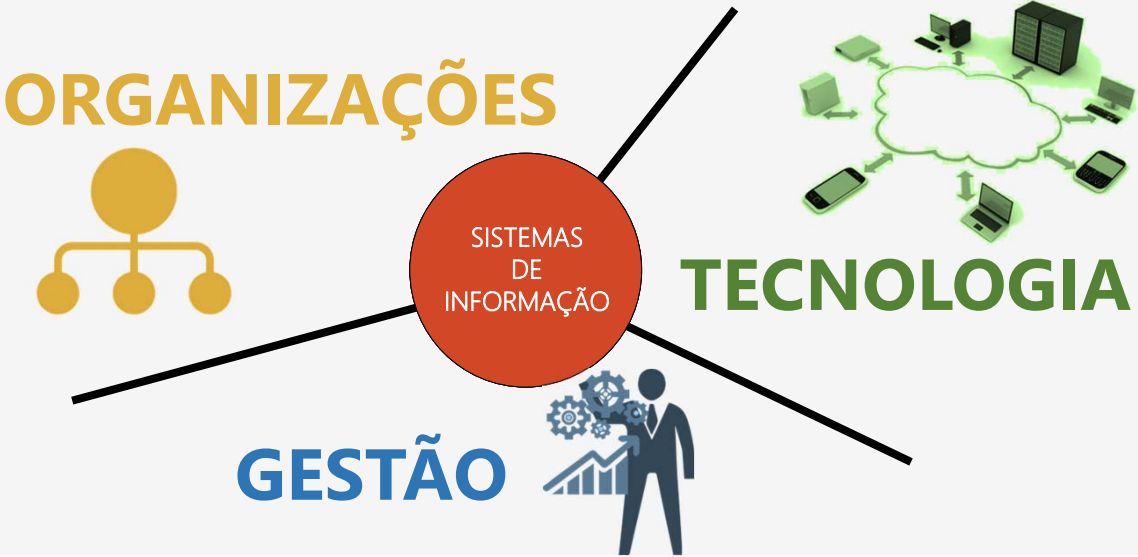 ORGANIZAÇÕES
SISTEMAS
DE
INFORMAÇÃO
TECNOLOGIA
GESTÃO